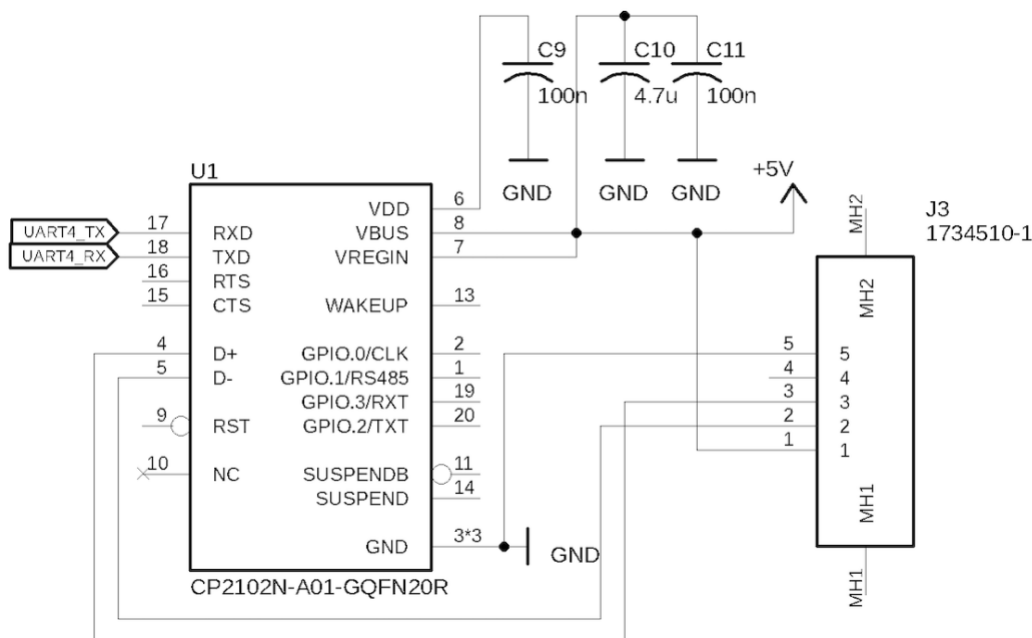 C9
100n
GND
C10
4.7u
GND
C11
100n
GND
+5V
U1
UART4_TX
UART4_RX
17 RXD
18 TXD
16 RTS
15 CTS
4 D+
5 D-
9 RST
10 NC
VDD 6
VBUS 8
VREGIN 7
WAKEUP 13
GPIO.0/CLK 2
GPIO.1/RS485 1
GPIO.3/RXT 19
GPIO.2/TXT 20
SUSPENDB 11
SUSPEND 14
GND 3*3
GND
CP2102N-A01-GQFN20R
J3
1734510-1
MH2
MH2
5 5
4 4
3 3
2 2
1 1
MH1
MH1